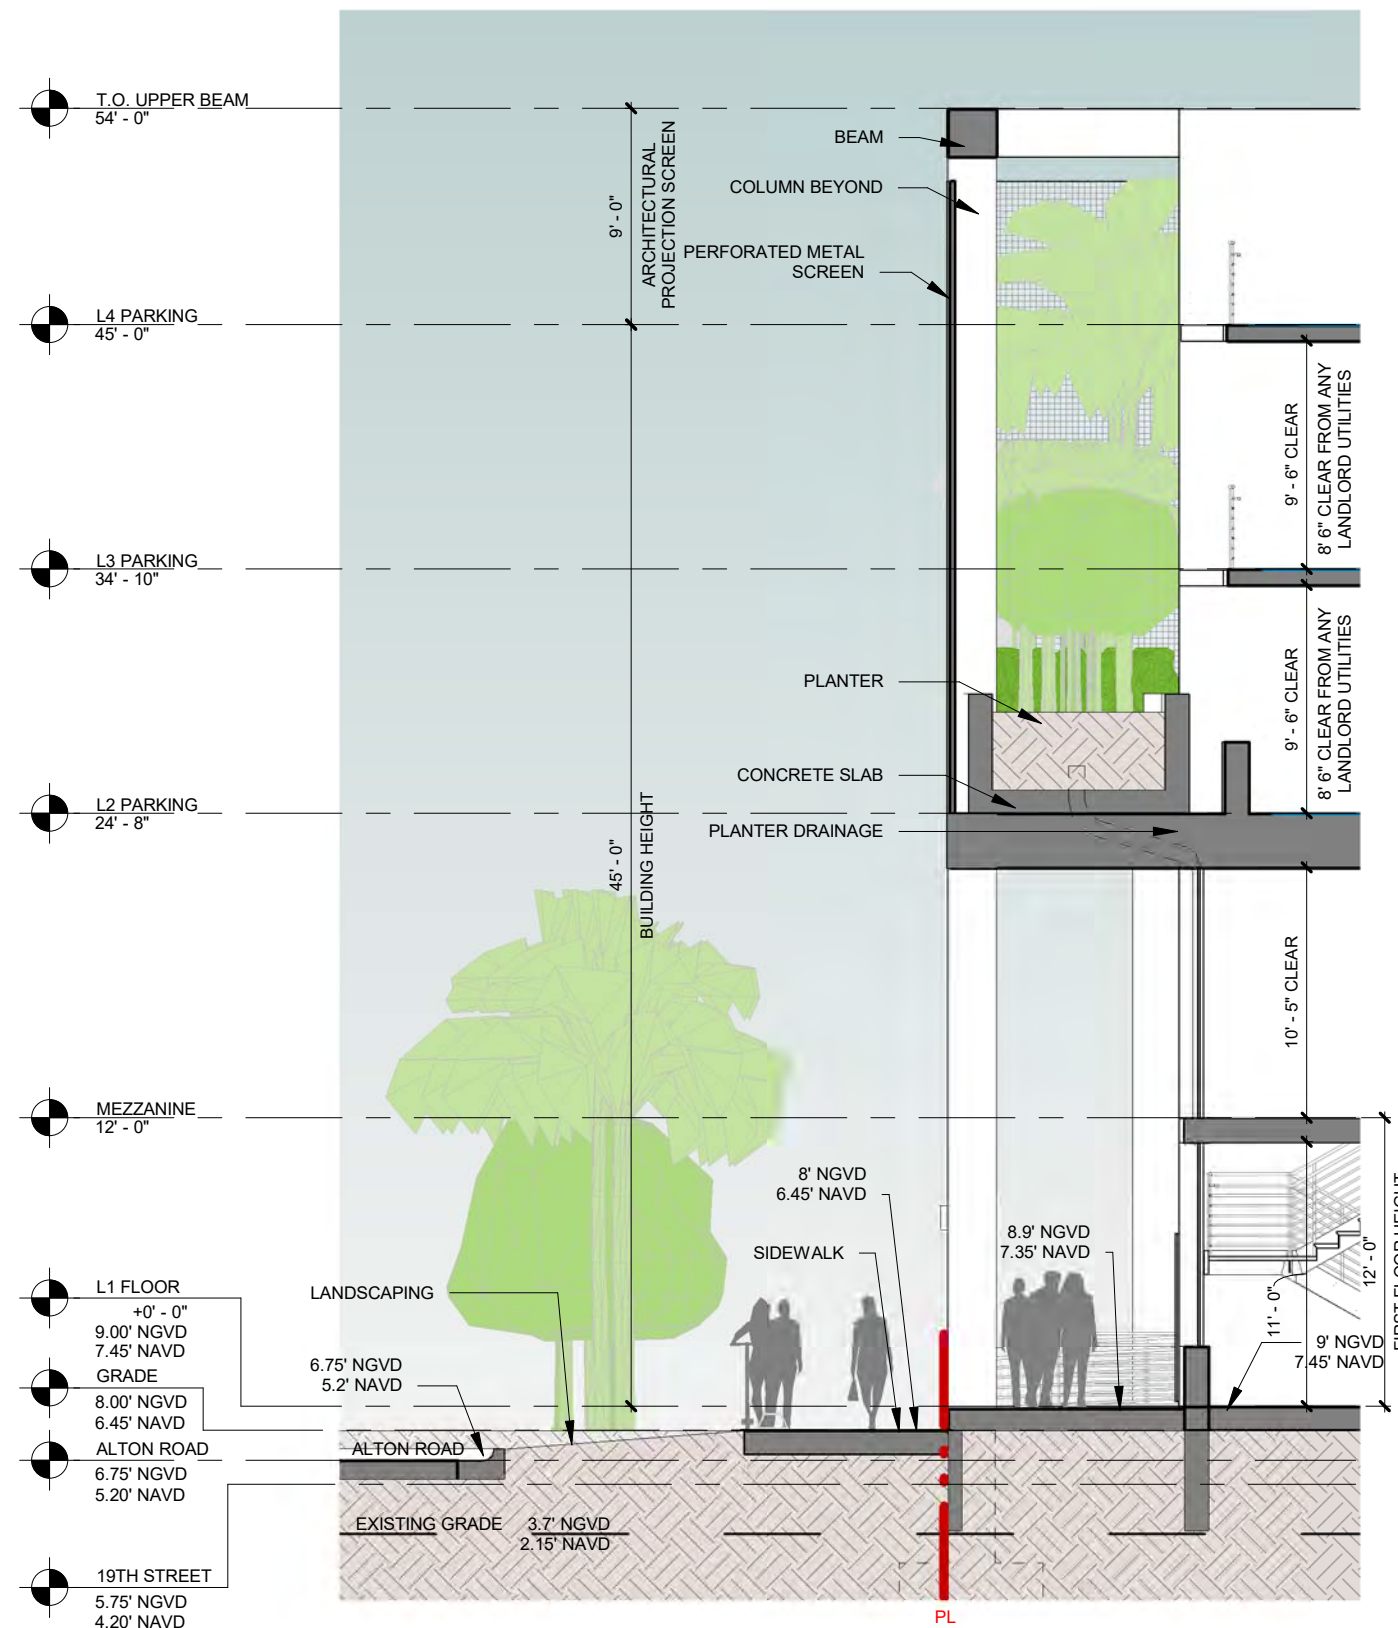 T.O. UPPER BEAM
54' - 0"
9' - 0"
ARCHITECTURAL
PROJECTION SCREEN
BEAM
COLUMN BEYOND
PERFORATED METAL
SCREEN
L4 PARKING
45' - 0"
9' - 6" CLEAR
8' 6" CLEAR FROM ANY
LANDLORD UTILITIES
L3 PARKING
34' - 10"
9' - 6" CLEAR
8' 6" CLEAR FROM ANY
LANDLORD UTILITIES
PLANTER
CONCRETE SLAB
PLANTER DRAINAGE
L2 PARKING
24' - 8"
45' - 0"
BUILDING HEIGHT
10' - 5" CLEAR
MEZZANINE
12' - 0"
8' NGVD
6.45' NAVD
SIDEWALK
8.9' NGVD
7.35' NAVD
11' - 0"
12' - 0"
FIRST FLOOR HEIGHT
9' NGVD
7.45' NAVD
L1 FLOOR
+0' - 0"
9.00' NGVD
7.45' NAVD
LANDSCAPING
6.75' NGVD
5.2' NAVD
GRADE
8.00' NGVD
6.45' NAVD
ALTON ROAD
ALTON ROAD
6.75' NGVD
5.20' NAVD
EXISTING GRADE
3.7' NGVD
2.15' NAVD
19TH STREET
5.75' NGVD
4.20' NAVD
PL